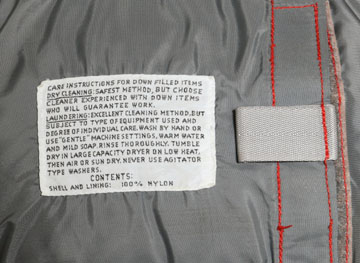 CARE INSTRUCTIONS FOR DOWN FILLED ITEMS
DRY CLEANING: SAFEST METHOD, BUT CHOOSE
CLEANER EXPERIENCED WITH DOWN ITEMS
WHO WILL GUARANTEE WORK.
LAUNDERING: EXCELLENT CLEANING METHOD, BUT
SUBJECT TO TYPE OF EQUIPMENT USED AND
DEGREE OF INDIVIDUAL CARE. WASH BY HAND OR
USE "GENTLE" MACHINE SETTINGS, WARM WATER
AND MILD SOAP. RINSE THOROUGHLY. TUMBLE
DRY IN LARGE CAPACITY DRYER ON LOW HEAT,
THEN AIR OR SUN DRY. NEVER USE AGITATOR
TYPE WASHERS.
CONTENTS:
SHELL AND LINING: 100% NYLON